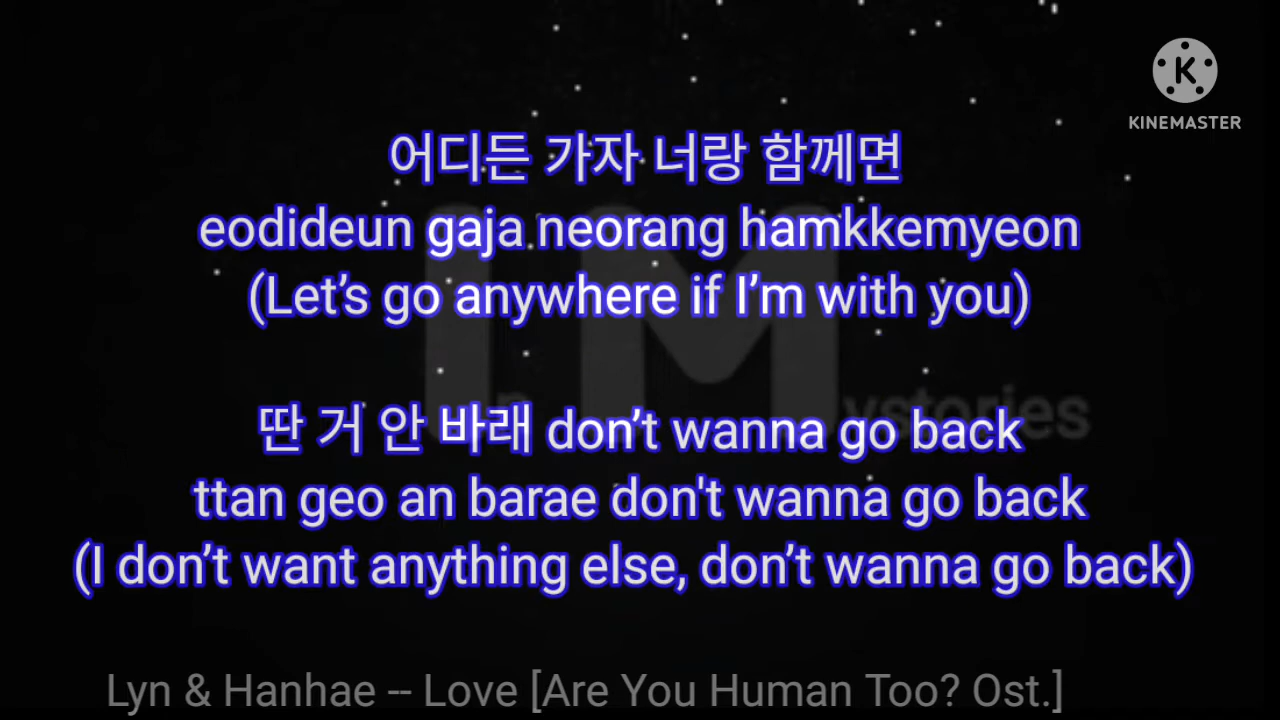 KINEMASTER
어디든 가자 너랑 함께면
eodideun gaja neorang hamkkemyeon
(Let’s go anywhere if I’m with you)
딴 거 안 바래 don’t wanna go back
ttan geo an barae don't wanna go back
(I don’t want anything else, don’t wanna go back)
Lyn & Hanhae -- Love [Are You Human Too? Ost.]